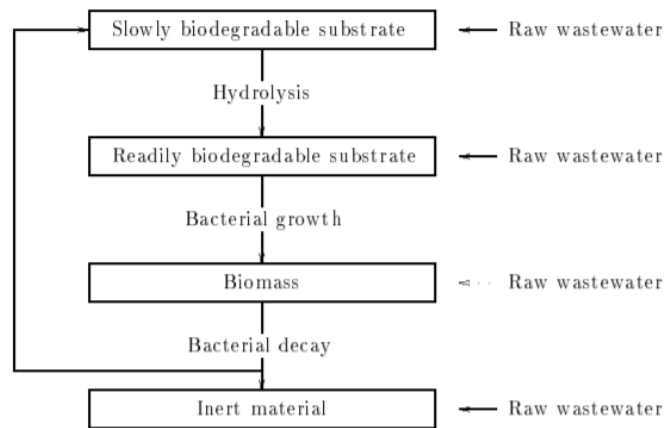 Slowly biodegradable substrate Raw wastewater
Hydrolysis
Readily biodegradable substrate Raw wastewater
Bacterial growth
Biomass Raw wastewater
Bacterial decay
Inert material Raw wastewater